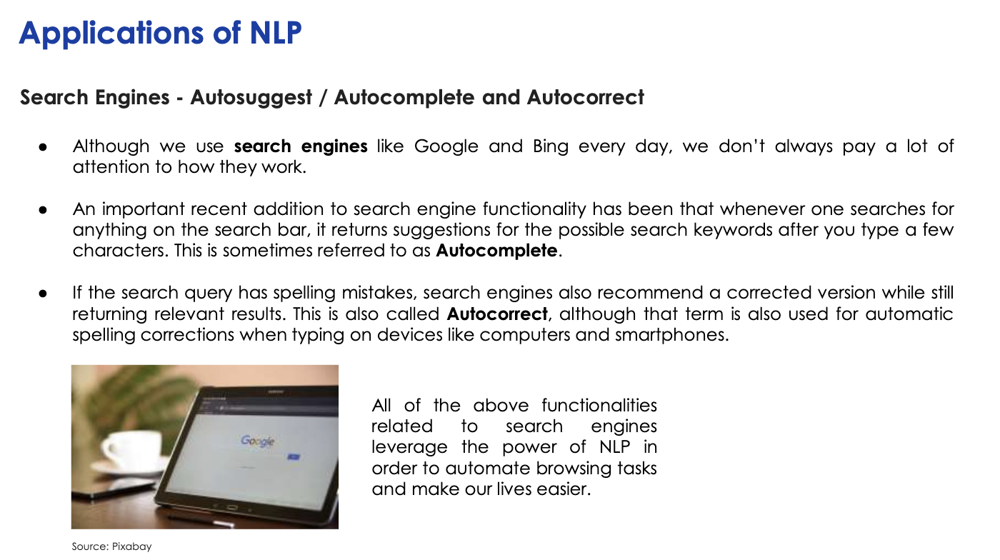 Applications of NLP
Search Engines - Autosuggest / Autocomplete and Autocorrect
● Although we use search engines like Google and Bing every day, we don’t always pay a lot of
attention to how they work.
● An important recent addition to search engine functionality has been that whenever one searches for
anything on the search bar, it returns suggestions for the possible search keywords after you type a few
characters. This is sometimes referred to as Autocomplete.
● If the search query has spelling mistakes, search engines also recommend a corrected version while still
returning relevant results. This is also called Autocorrect, although that term is also used for automatic
spelling corrections when typing on devices like computers and smartphones.
Google
All of the above functionalities
related to search engines
leverage the power of NLP in
order to automate browsing tasks
and make our lives easier.
Source: Pixabay